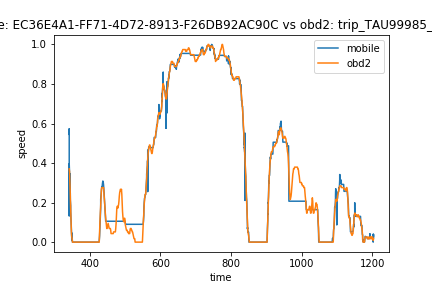 e: EC36E4A1-FF71-4D72-8913-F26DB92AC90C vs obd2: trip_TAU99985_
mobile
obd2
1.0
0.8
0.6
0.4
0.2
0.0
speed
400
600
800
1000
1200
time